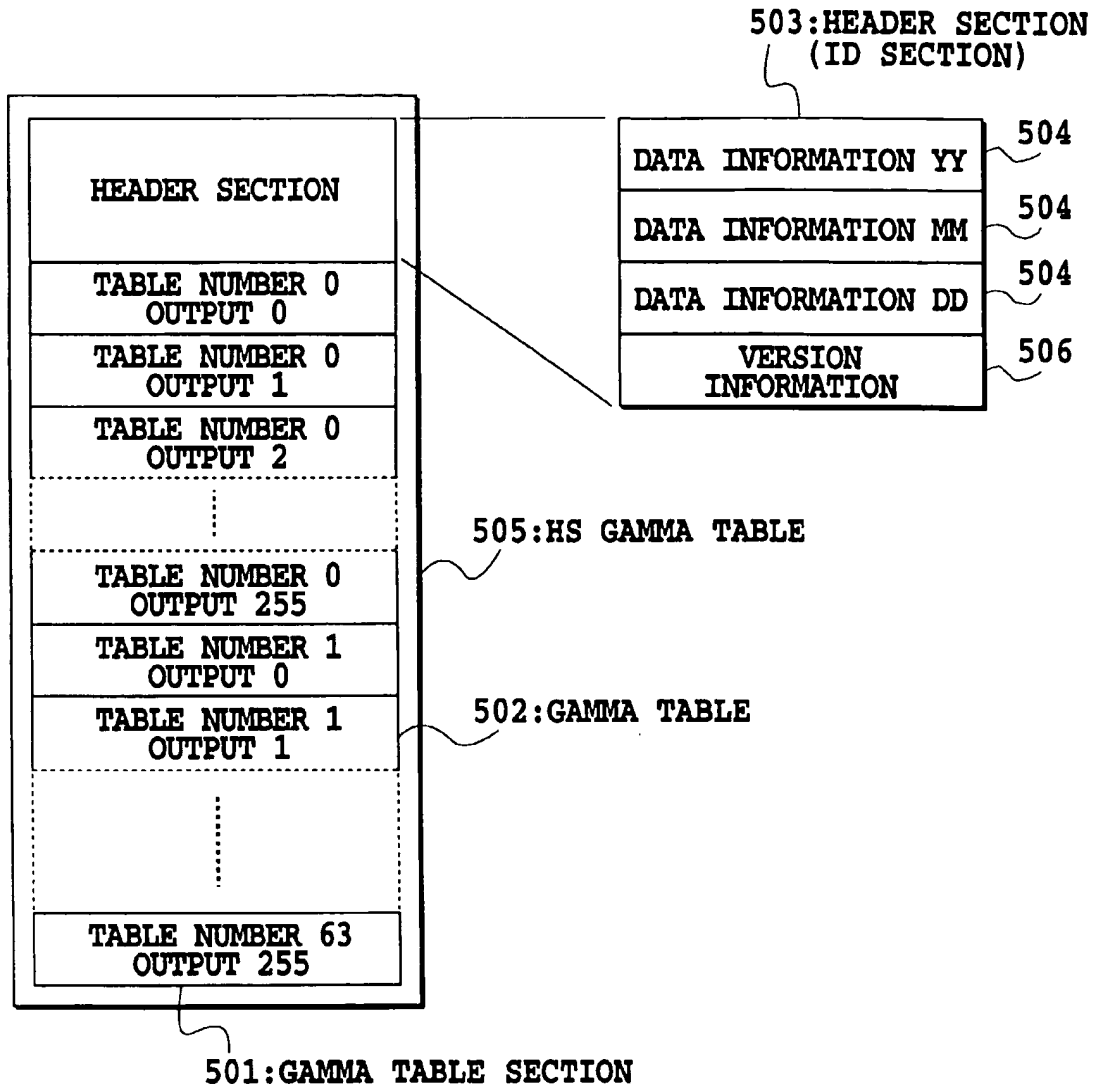 503:HEADER SECTION
(ID SECTION)
HEADER SECTION
TABLE NUMBER 0
OUTPUT 0
TABLE NUMBER 0
OUTPUT 1
TABLE NUMBER 0
OUTPUT 2
TABLE NUMBER 0
OUTPUT 255
TABLE NUMBER 1
OUTPUT 0
TABLE NUMBER 1
OUTPUT 1
TABLE NUMBER 63
OUTPUT 255
501:GAMMA TABLE SECTION
DATA INFORMATION YY
504
DATA INFORMATION MM
504
DATA INFORMATION DD
504
VERSION
INFORMATION
506
505:HS GAMMA TABLE
502:GAMMA TABLE